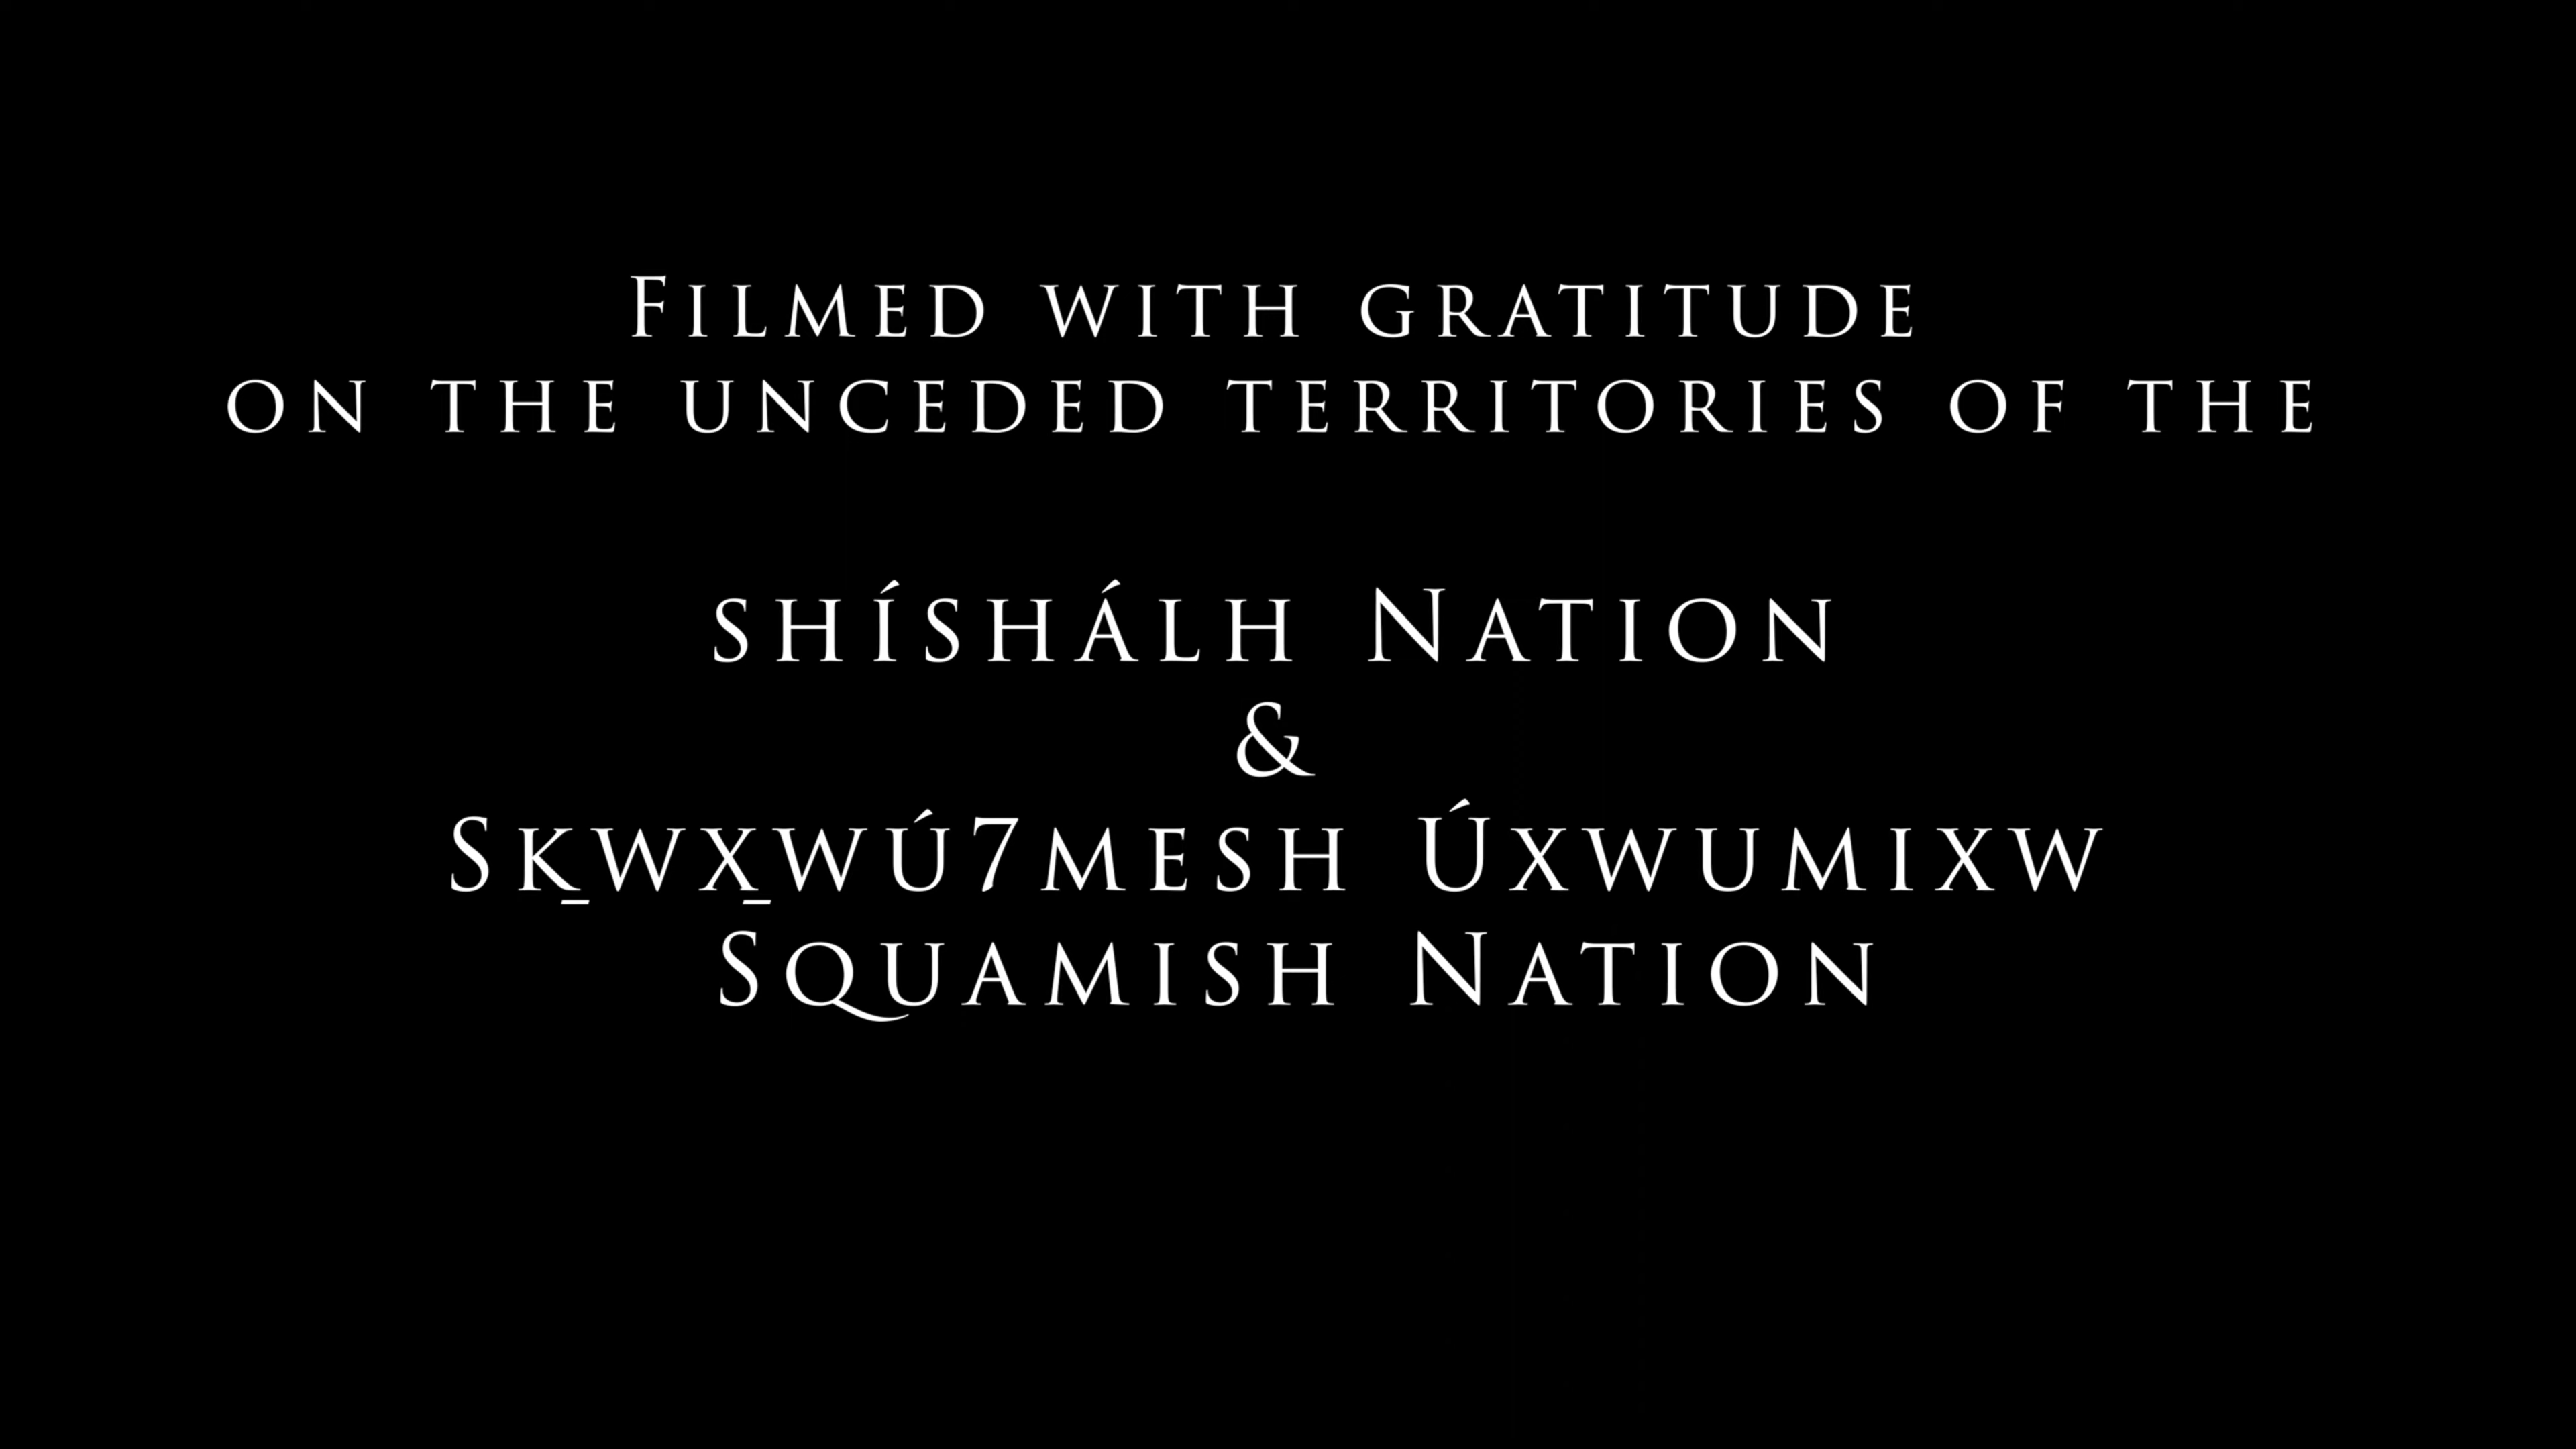 Filmed with gratitude
on the unceded territories of the
shíshálh Nation
&
Sḵwx̱wú7mesh Úxwumixw
Squamish Nation